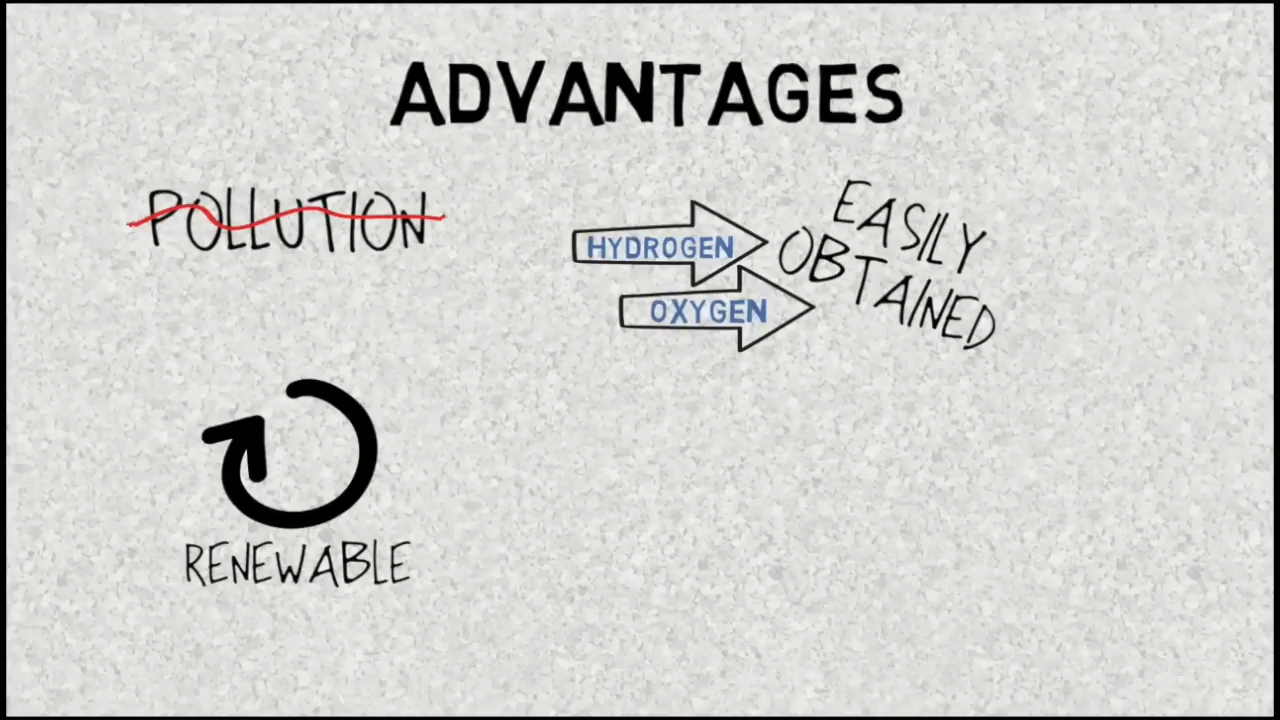 ADVANTAGES
POLLUTION
HYDROGEN
OXYGEN
EASILY
OBTAINED
RENEWABLE